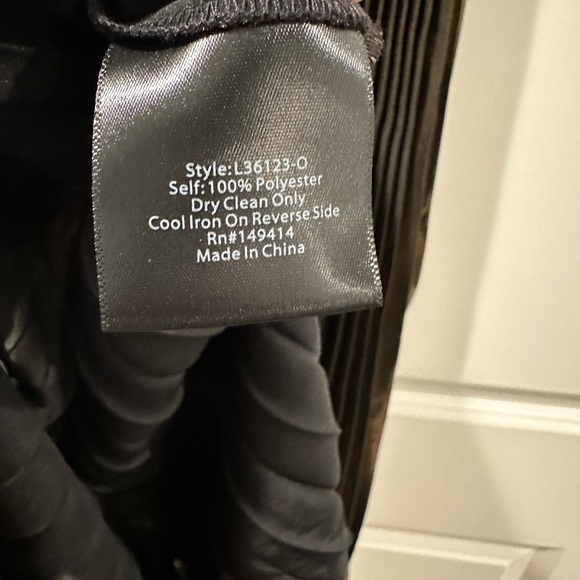 Style:L36123-O
Self:100% Polyester
Dry Clean Only
Cool Iron On Reverse Side
Rn#149414
Made In China